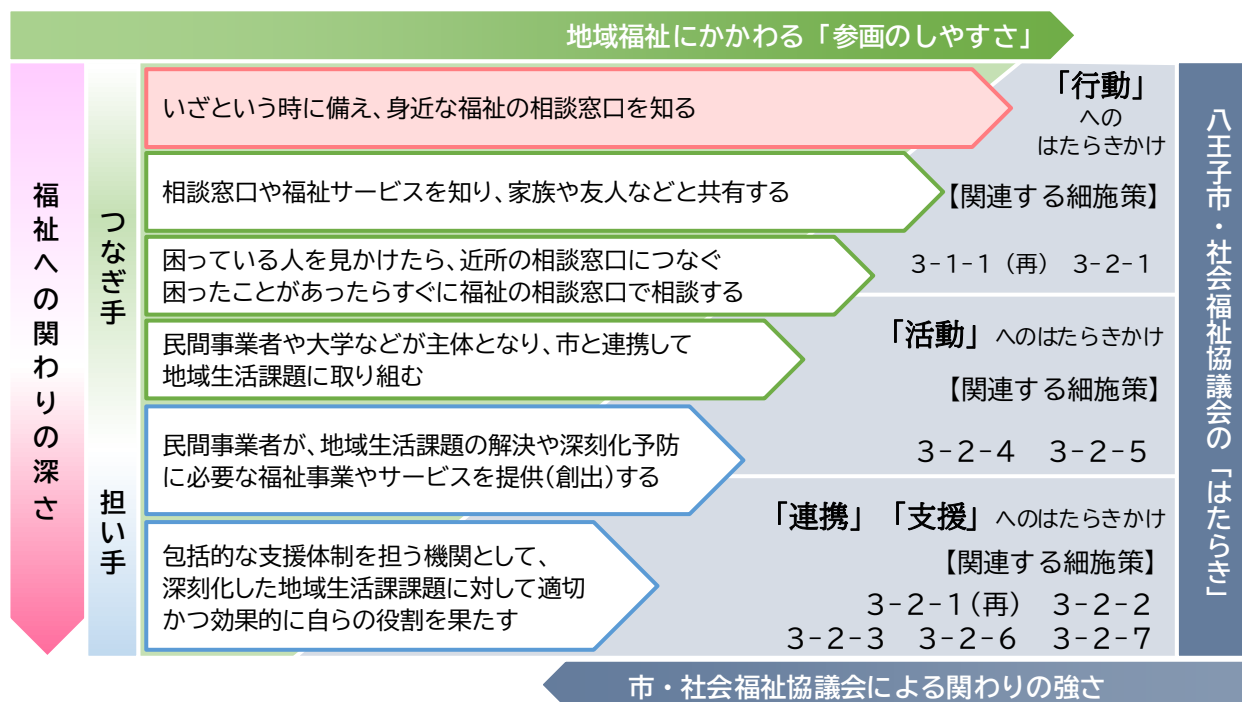 地域福祉にかかわる「参画のしやすさ」
福祉への関わりの深さ
つなぎ手
担い手
いざという時に備え、身近な福祉の相談窓口を知る
相談窓口や福祉サービスを知り、家族や友人などと共有する
困っている人を見かけたら、近所の相談窓口につなぐ
困ったことがあったらすぐに福祉の相談窓口で相談する
民間事業者や大学などが主体となり、市と連携して
地域生活課題に取り組む
民間事業者が、地域生活課題の解決や深刻化予防
に必要な福祉事業やサービスを提供(創出)する
包括的な支援体制を担う機関として、
深刻化した地域生活課課題に対して適切
かつ効果的に自らの役割を果たす
「行動」
への
はたらきかけ
【関連する細施策】
3-1-1（再） 3-2-1
「活動」へのはたらきかけ
【関連する細施策】
3-2-4 3-2-5
「連携」「支援」へのはたらきかけ
【関連する細施策】
3-2-1(再) 3-2-2
3-2-3 3-2-6 3-2-7
八王子市・社会福祉協議会の「はたらき」
市・社会福祉協議会による関わりの強さ